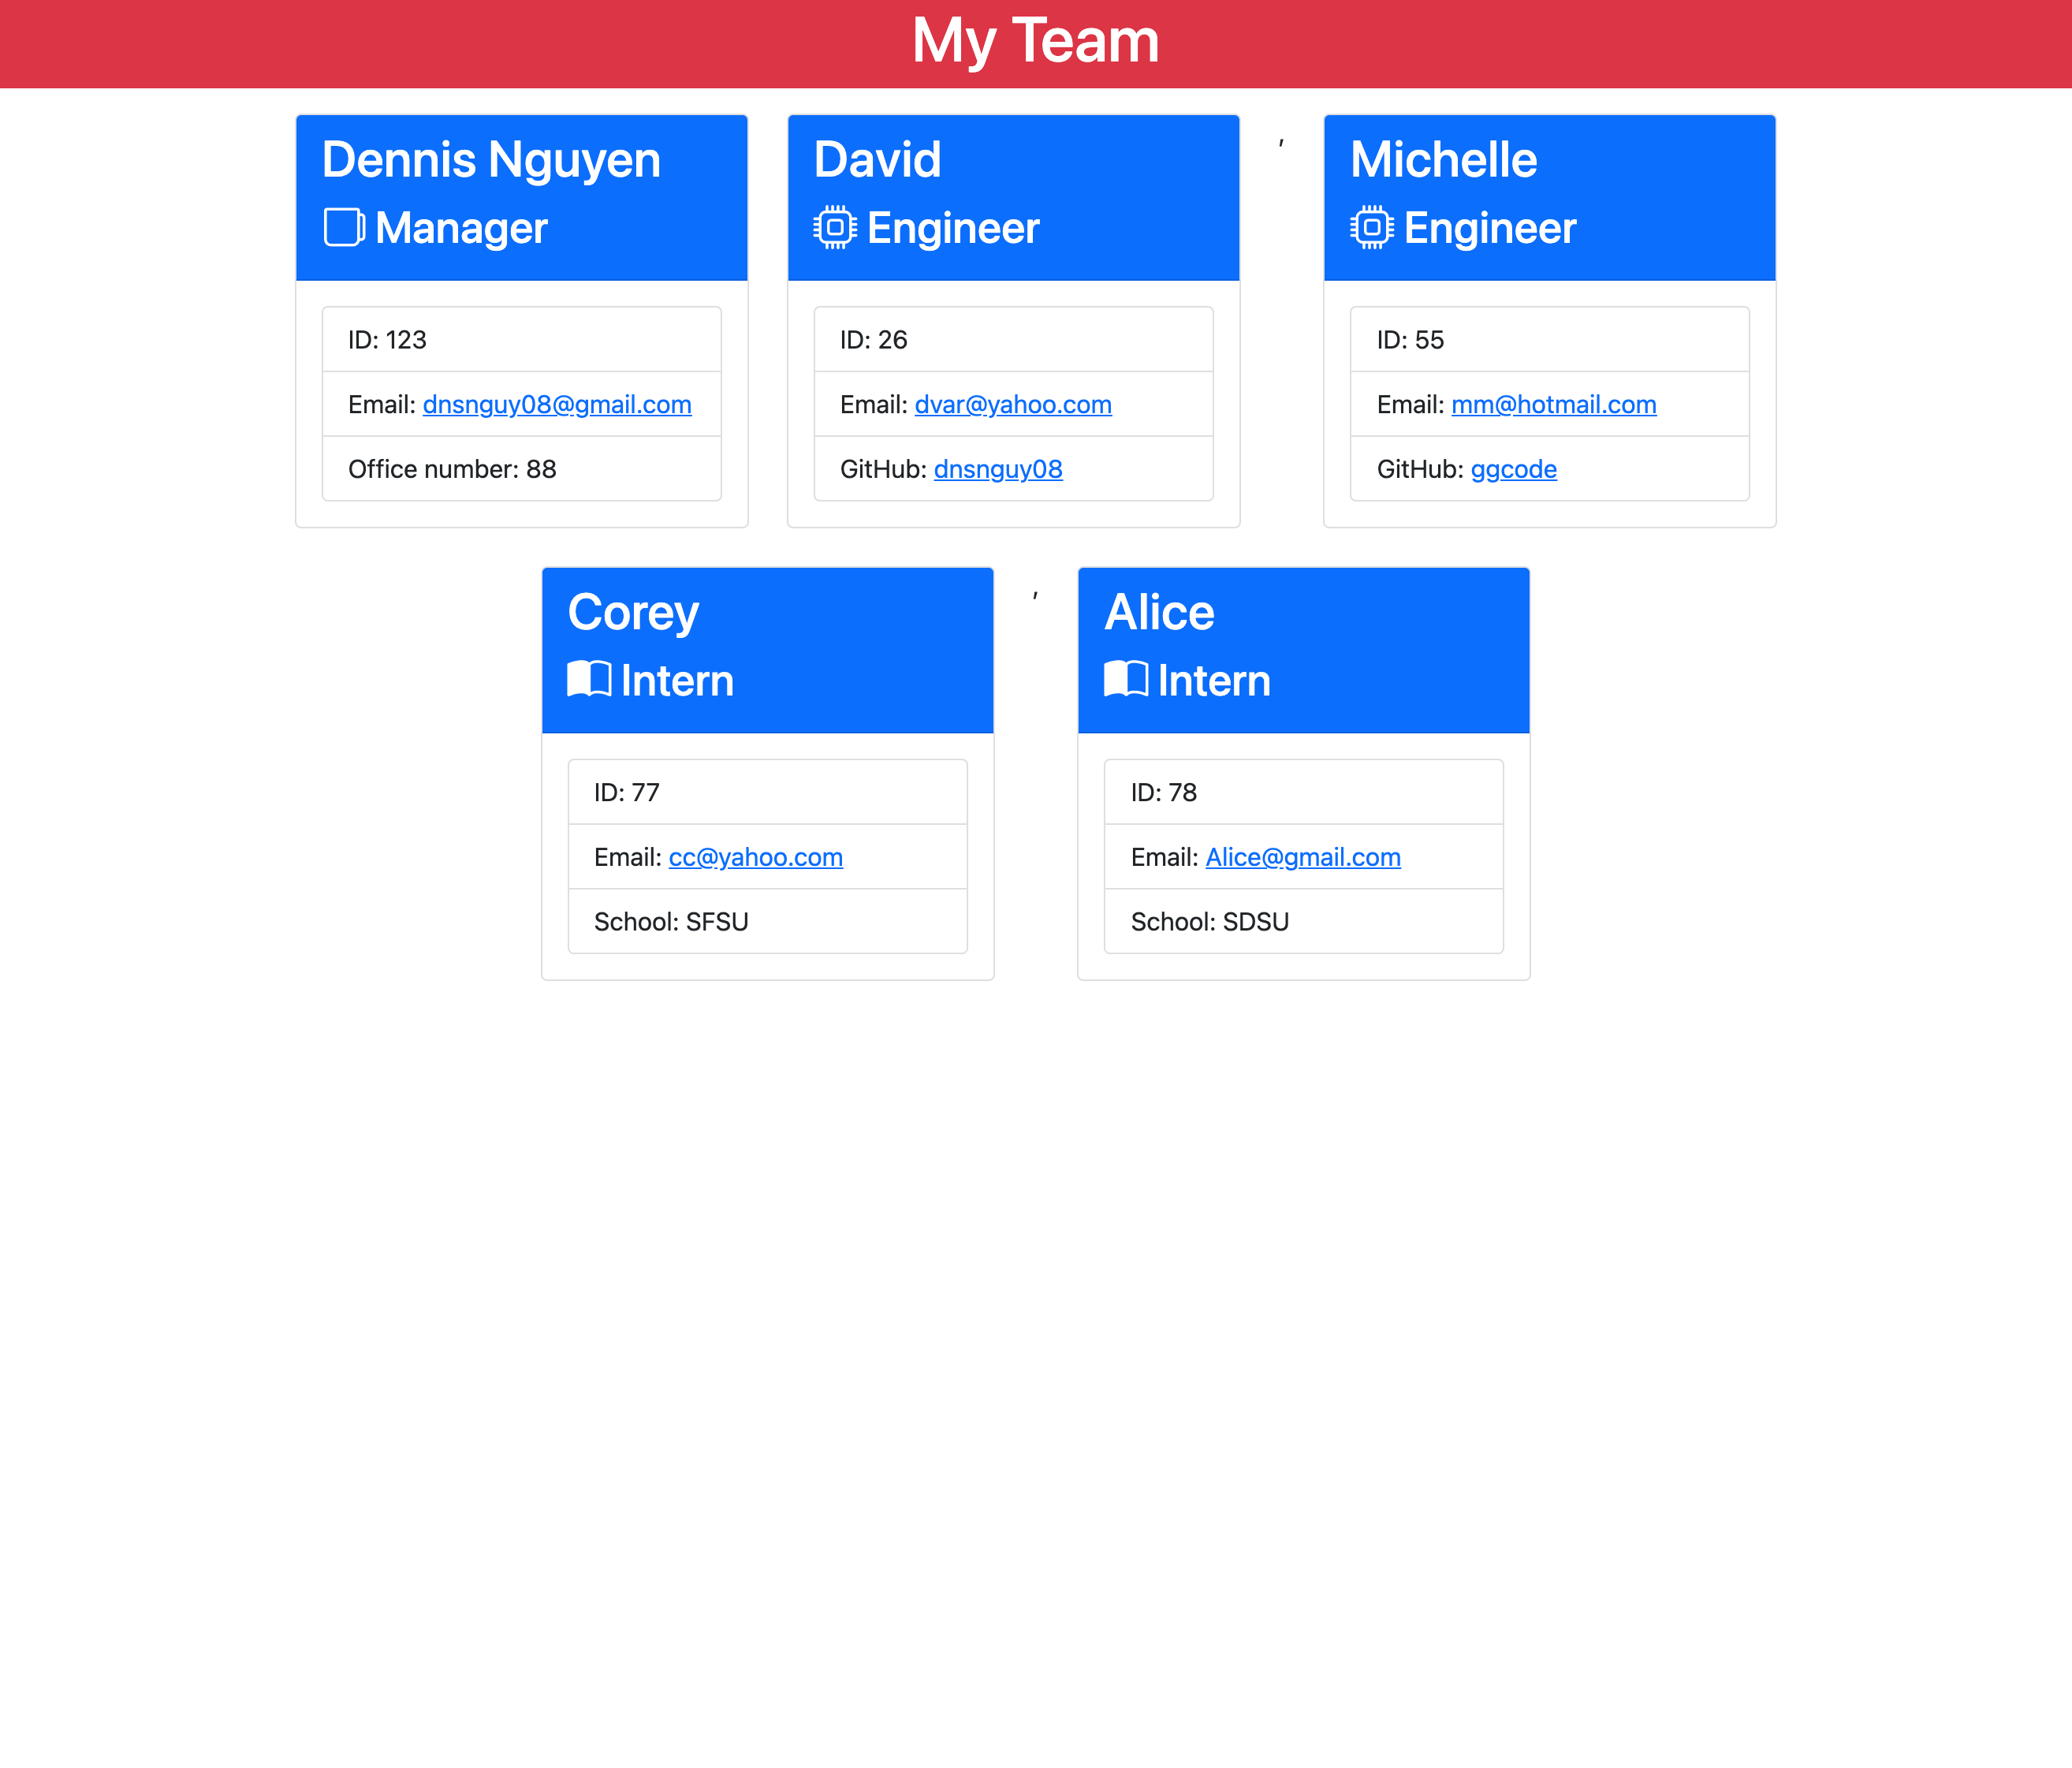 My Team
Dennis Nguyen
Manager
ID: 123
Email: dnsnguy08@gmail.com
Office number: 88
David
Engineer
ID: 26
Email: dvar@yahoo.com
GitHub: dnsnguy08
,
Michelle
Engineer
ID: 55
Email: mm@hotmail.com
GitHub: ggcode
Corey
Intern
ID: 77
Email: cc@yahoo.com
School: SFSU
,
Alice
Intern
ID: 78
Email: Alice@gmail.com
School: SDSU